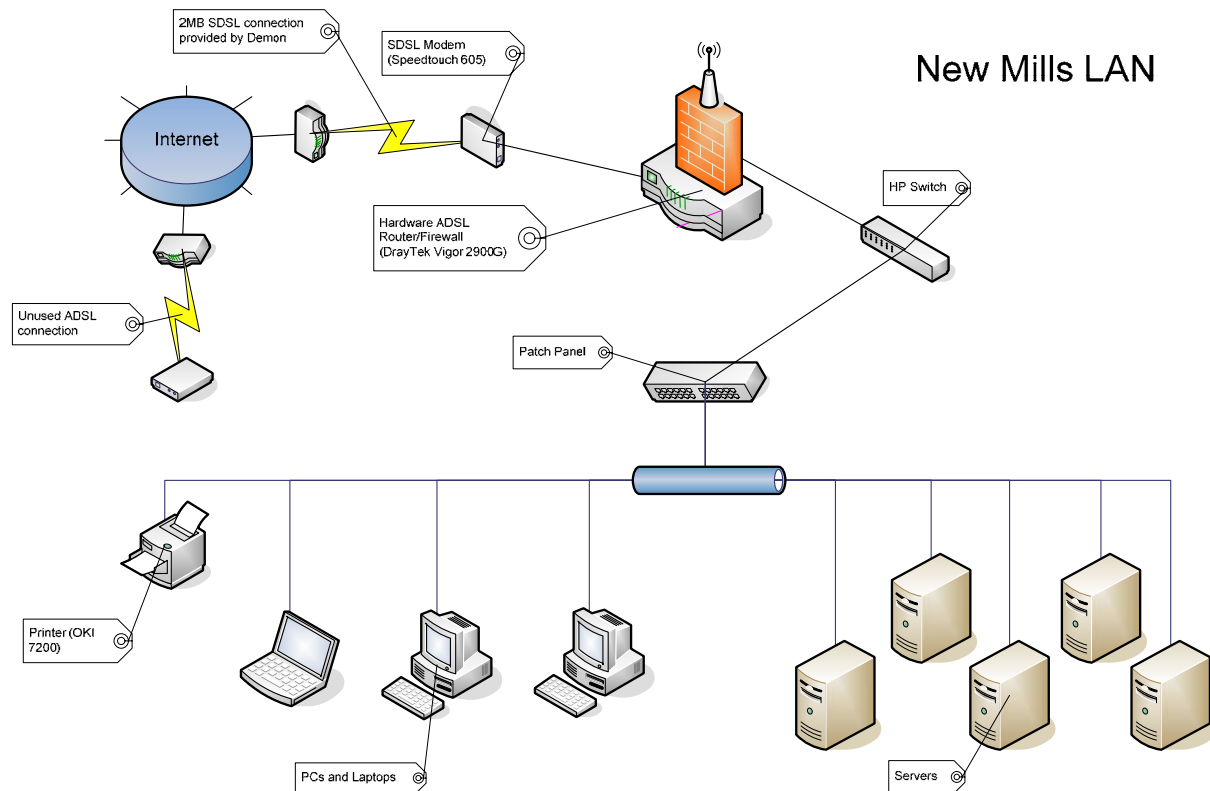 New Mills LAN
2MB SDSL connection
provided by Demon
SDSL Modem
(Speedtouch 605)
Internet
HP Switch
Hardware ADSL
Router/Firewall
(DrayTek Vigor 2900G)
Unused ADSL
connection
Patch Panel
Printer (OKI
7200)
PCs and Laptops
Servers